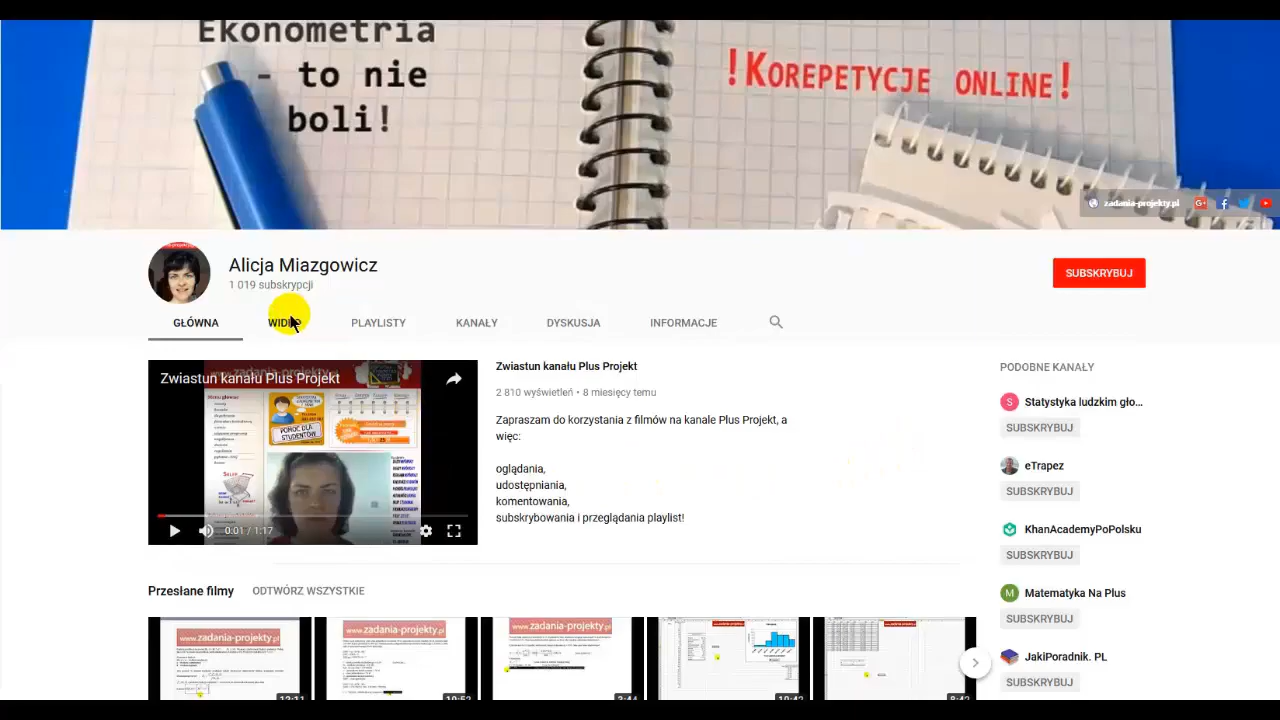 Ekonometria
- to nie
boli!
!Korepetycje online!
zadania-projekty.pl
Alicja Miazgowicz
1 019 subskrypcji
SUBSKRYBUJ
GŁÓWNA
WIDEO
PLAYLISTY
KANAŁY
DYSKUSJA
INFORMACJE
Zwiastun kanału Plus Projekt
0:01 / 1:17
Zwiastun kanału Plus Projekt
2 810 wyświetleń • 8 miesięcy temu
Zapraszam do korzystania z filmów na kanale Plus Projekt, a
więc:
oglądania,
udostępniania,
komentowania,
subskrybowania i przeglądania playlist!
PODOBNE KANAŁY
Statystyka ludzkim gło...
SUBSKRYBUJ
eTrapez
SUBSKRYBUJ
KhanAcademyPoPolsku
SUBSKRYBUJ
Matematyka Na Plus
SUBSKRYBUJ
JakiPoradnik. PL
SUBSKRYBUJ
Przesłane filmy
ODTWÓRZ WSZYSTKIE
www.zadania-projekty.pl
www.zadania-projekty.pl
www.zadania-projekty.pl